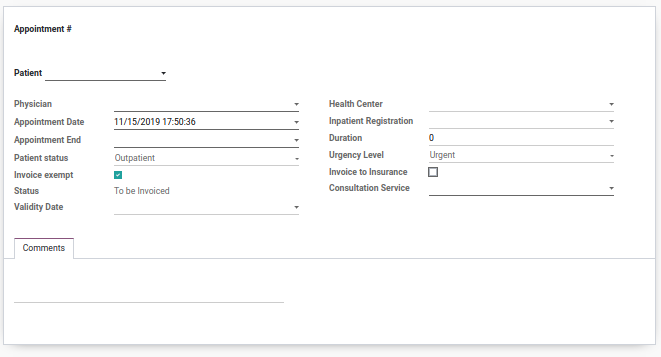 Appointment #
Patient
Physician
Appointment Date 11/15/2019 17:50:36
Appointment End
Patient status Outpatient
Invoice exempt
Status To be Invoiced
Validity Date
Health Center
Inpatient Registration
Duration 0
Urgency Level Urgent
Invoice to Insurance
Consultation Service
Comments